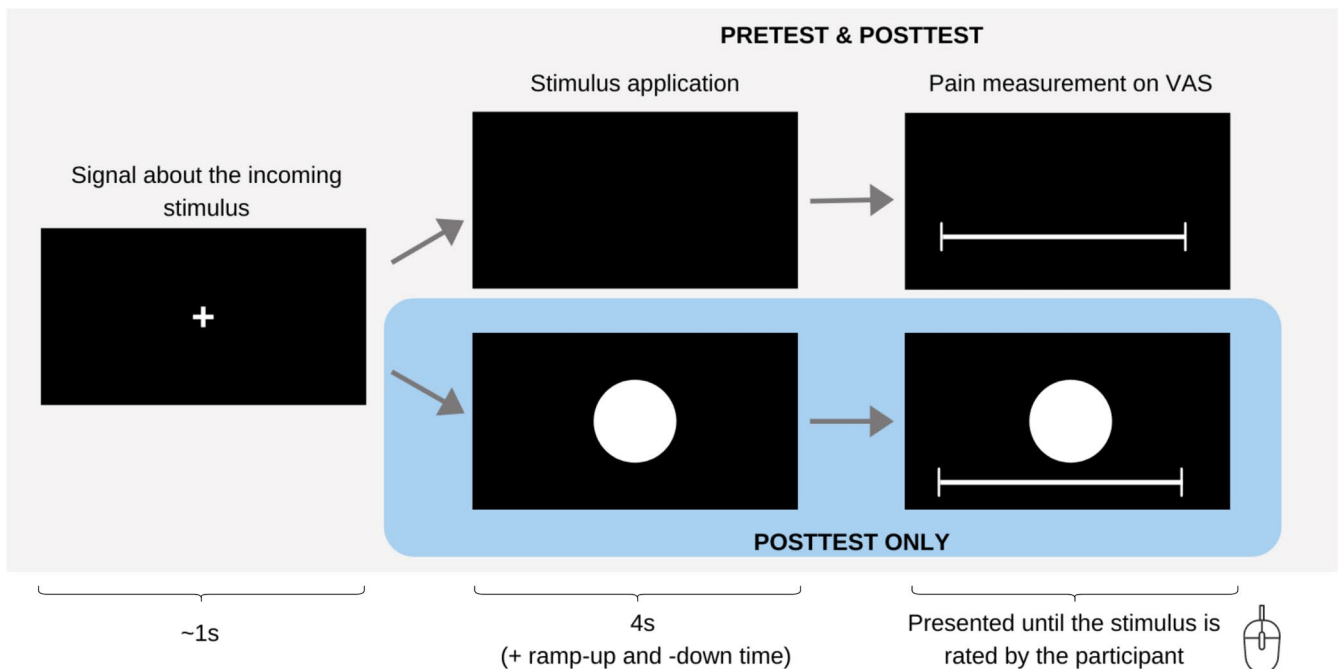 PRETEST & POSTTEST
Stimulus application
Pain measurement on VAS
Signal about the incoming
stimulus
+
POSTTEST ONLY
~1s
4s
(+ ramp-up and -down time)
Presented until the stimulus is
rated by the participant